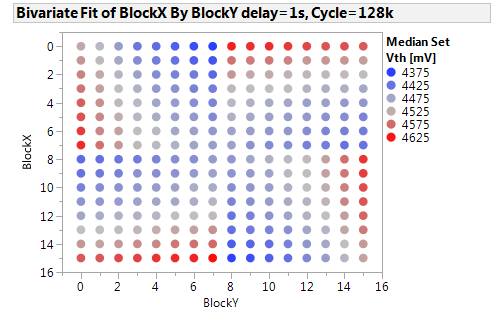 Bivariate Fit of BlockX By BlockY delay=1s, Cycle=128k
Median Set
Vth [mV]
4375
4425
4475
4525
4575
4625
BlockX
0
2
4
6
8
10
12
14
16
0 2 4 6 8 10 12 14 16
BlockY